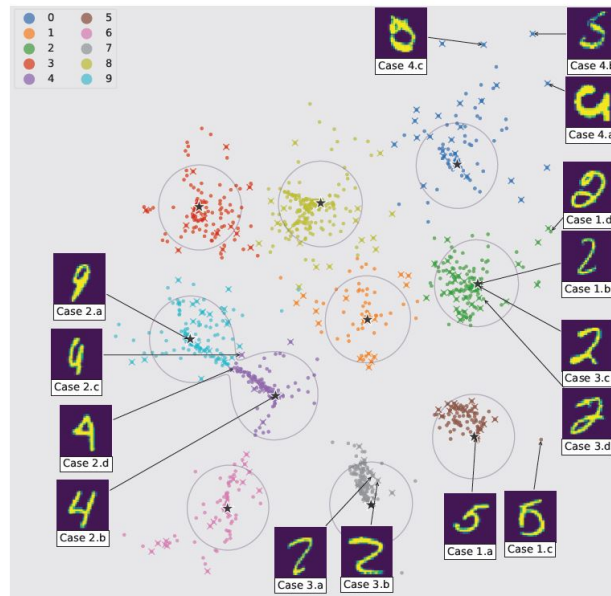 0 5
1 6
2 7
3 8
4 9
Case 4.c
Case 4.b
Case 4.a
Case 1.d
Case 1.b
Case 2.a
Case 2.c
Case 3.c
Case 2.d
Case 3.d
Case 2.b
Case 1.a
Case 1.c
Case 3.a
Case 3.b